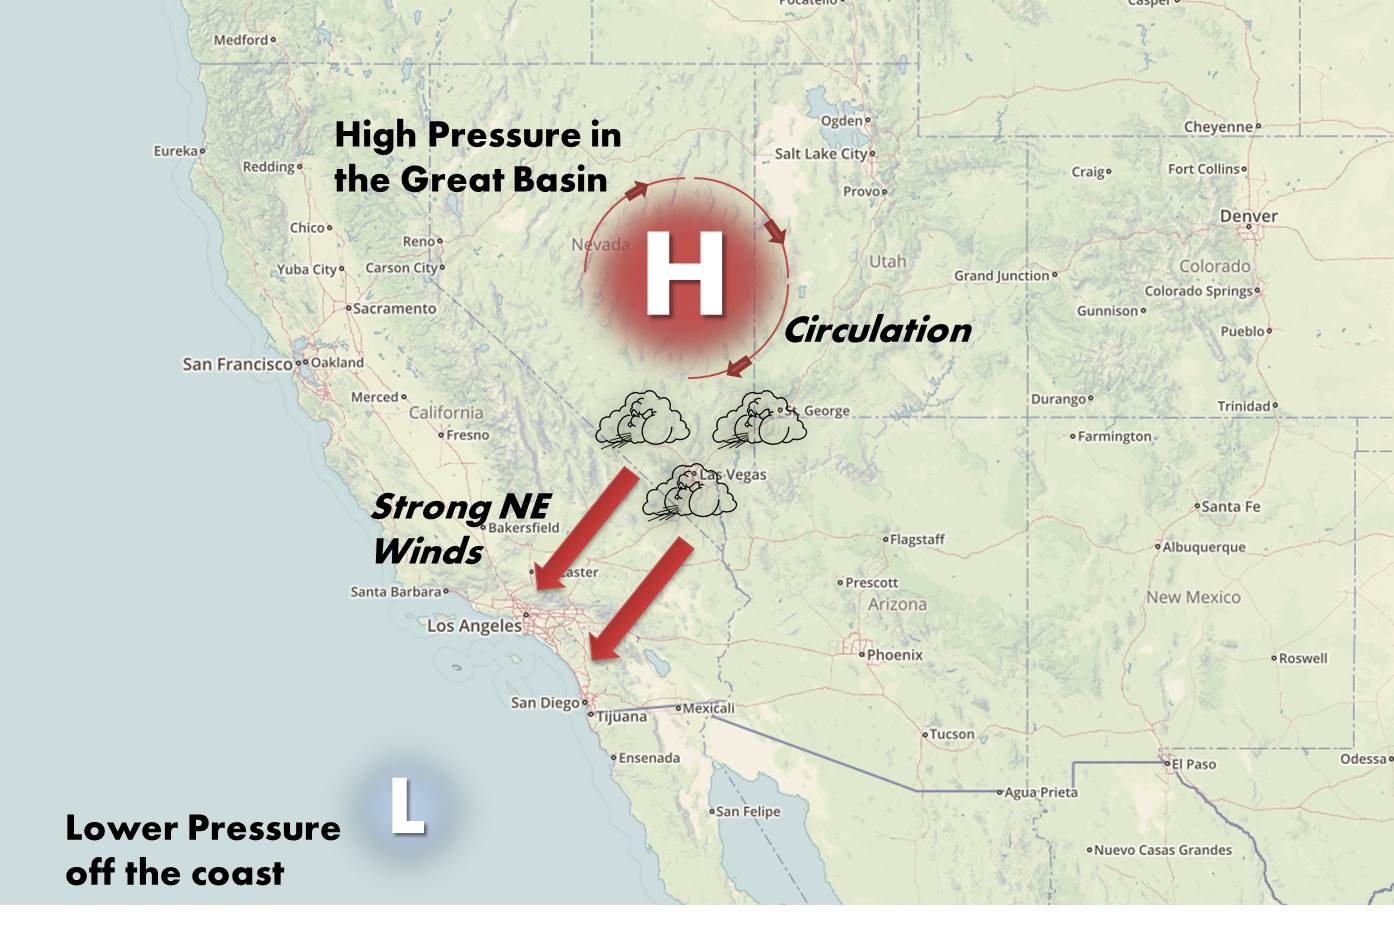 Pocatello
Casper
Medford
High Pressure in
the Great Basin
Ogden
Cheyenne
Eureka
Redding
Salt Lake City
Craig
Fort Collins
Provo
Denver
Chico
Reno
Nevada
H
Utah
Colorado
Yuba City
Carson City
Grand Junction
Colorado Springs
Sacramento
Gunnison
Circulation
Pueblo
San Francisco
Oakland
Merced
California
St. George
Durango
Trinidad
Fresno
Farmington
Las Vegas
Strong NE
Winds
Bakersfield
Santa Fe
Flagstaff
Albuquerque
caster
Santa Barbara
Prescott
Arizona
New Mexico
Los Angeles
Phoenix
Roswell
San Diego
Tijuana
Mexicali
Tucson
Ensenada
El Paso
Odessa
L
Agua Prieta
Lower Pressure
off the coast
San Felipe
Nuevo Casas Grandes